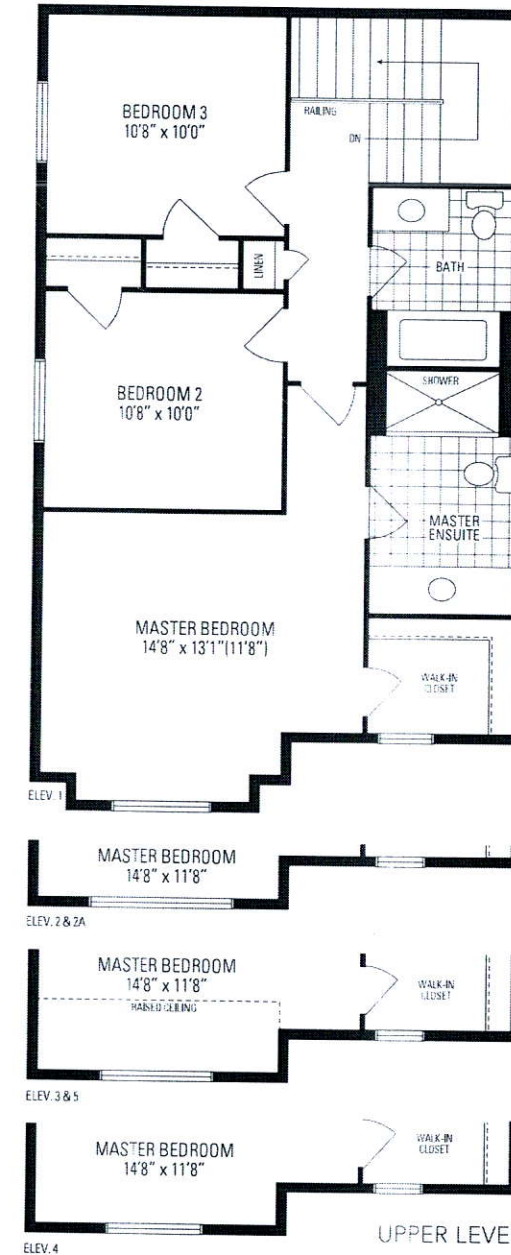 BEDROOM 3
10'8" x 10'0"
RAILING
DN
LINEN
BATH
BEDROOM 2
10'8" x 10'0"
SHOWER
MASTER
ENSUITE
MASTER BEDROOM
14'8" x 13'1"(11'8")
WALK-IN
CLOSET
ELEV. 1
MASTER BEDROOM
14'8" x 11'8"
ELEV. 2 & 2A
MASTER BEDROOM
14'8" x 11'8"
RAISED CEILING
WALK-IN
CLOSET
ELEV. 3 & 5
MASTER BEDROOM
14'8" x 11'8"
WALK-IN
CLOSET
ELEV. 4
UPPER LEVE